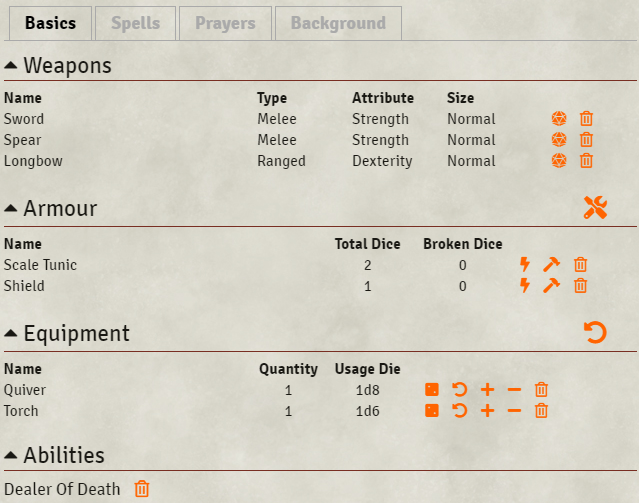 Basics Spells Prayers Background
Weapons
Name Type Attribute Size
Sword Melee Strength Normal
Spear Melee Strength Normal
Longbow Ranged Dexterity Normal
Armour
Name Total Dice Broken Dice
Scale Tunic 2 0
Shield 1 0
Equipment
Name Quantity Usage Die
Quiver 1 1d8
Torch 1 1d6
Abilities
Dealer Of Death